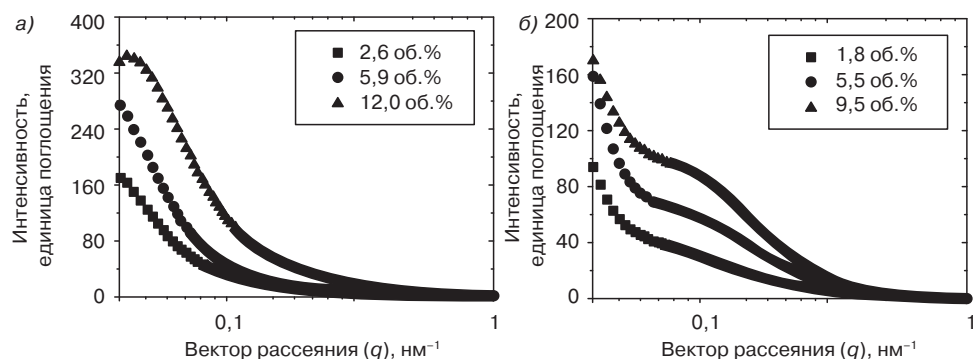 а)
Интенсивность,
единица поглощения
400
360
320
240
160
80
0
2,6 об.%
5,9 об.%
12,0 об.%
0,1
1
Вектор рассеяния (q), нм⁻¹
б)
Интенсивность,
единица поглощения
200
160
120
80
40
0
1,8 об.%
5,5 об.%
9,5 об.%
0,1
1
Вектор рассеяния (q), нм⁻¹